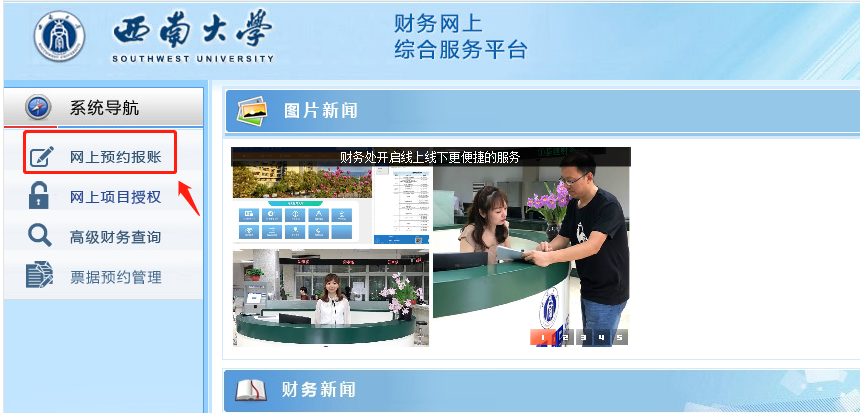 西南大学
SOUTHWEST UNIVERSITY
财务网上
综合服务平台
系统导航
网上预约报账
网上项目授权
高级财务查询
票据预约管理
图片新闻
财务处开启线上线下更便捷的服务
1 2 3 4 5
财务新闻